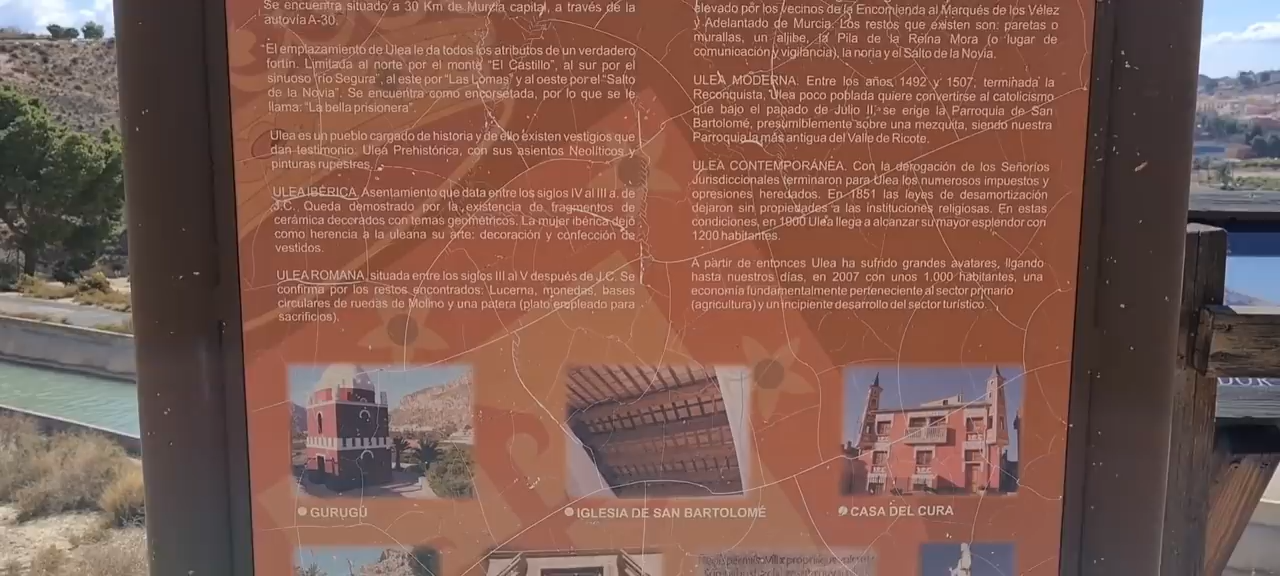 Se encuentra situado a 30 Km de Murcia capital, a través de la
autovía A-30.
El emplazamiento de Ulea le da todos los atributos de un verdadero
fortín. Limitada al norte por el monte "El Castillo", al sur por el
sinuoso "río Segura", al este por "Las Lomas" y al oeste por el "Salto
de la Novia". Se encuentra como encorsetada, por lo que se le
llama: "La bella prisionera".
Ulea es un pueblo cargado de historia y de ello existen vestigios que
dan testimonio. Ulea Prehistórica, con sus asientos Neolíticos y
pinturas rupestres.
ULEA IBÉRICA. Asentamiento que data entre los siglos IV al III a. de
J.C. Queda demostrado por la existencia de fragmentos de
cerámica decorados con temas geométricos. La mujer ibérica dejó
como herencia a la uleana su arte: decoración y confección de
vestidos.
ULEA ROMANA, situada entre los siglos III al V después de J.C. Se
confirma por los restos encontrados: Lucerna, monedas, bases
circulares de ruedas de Molino y una patera (plato empleado para
sacrificios).
elevado por los vecinos de la Encomienda al Marqués de los Vélez
y Adelantado de Murcia. Los restos que existen son: paretas o
murallas, un aljibe, la Pila de la Reina Mora (o lugar de
comunicación y vigilancia), la noria y el Salto de la Novia.
ULEA MODERNA. Entre los años 1492 y 1507, terminada la
Reconquista, Ulea poco poblada quiere convertirse al catolicismo
que bajo el papado de Julio II, se erige la Parroquia de San
Bartolomé, presumiblemente sobre una mezquita, siendo nuestra
Parroquia la más antigua del Valle de Ricote.
ULEA CONTEMPORÁNEA. Con la derogación de los Señoríos
Jurisdiccionales terminaron para Ulea los numerosos impuestos y
opresiones heredados. En 1851 las leyes de desamortización
dejaron sin propiedades a las instituciones religiosas. En estas
condiciones, en 1900 Ulea llega a alcanzar su mayor esplendor con
1200 habitantes.
A partir de entonces Ulea ha sufrido grandes avatares, ligando
hasta nuestros días, en 2007 con unos 1.000 habitantes, una
economía fundamentalmente perteneciente al sector primario
(agricultura) y un incipiente desarrollo del sector turístico.
GURUGÚ
IGLESIA DE SAN BARTOLOMÉ
CASA DEL CURA